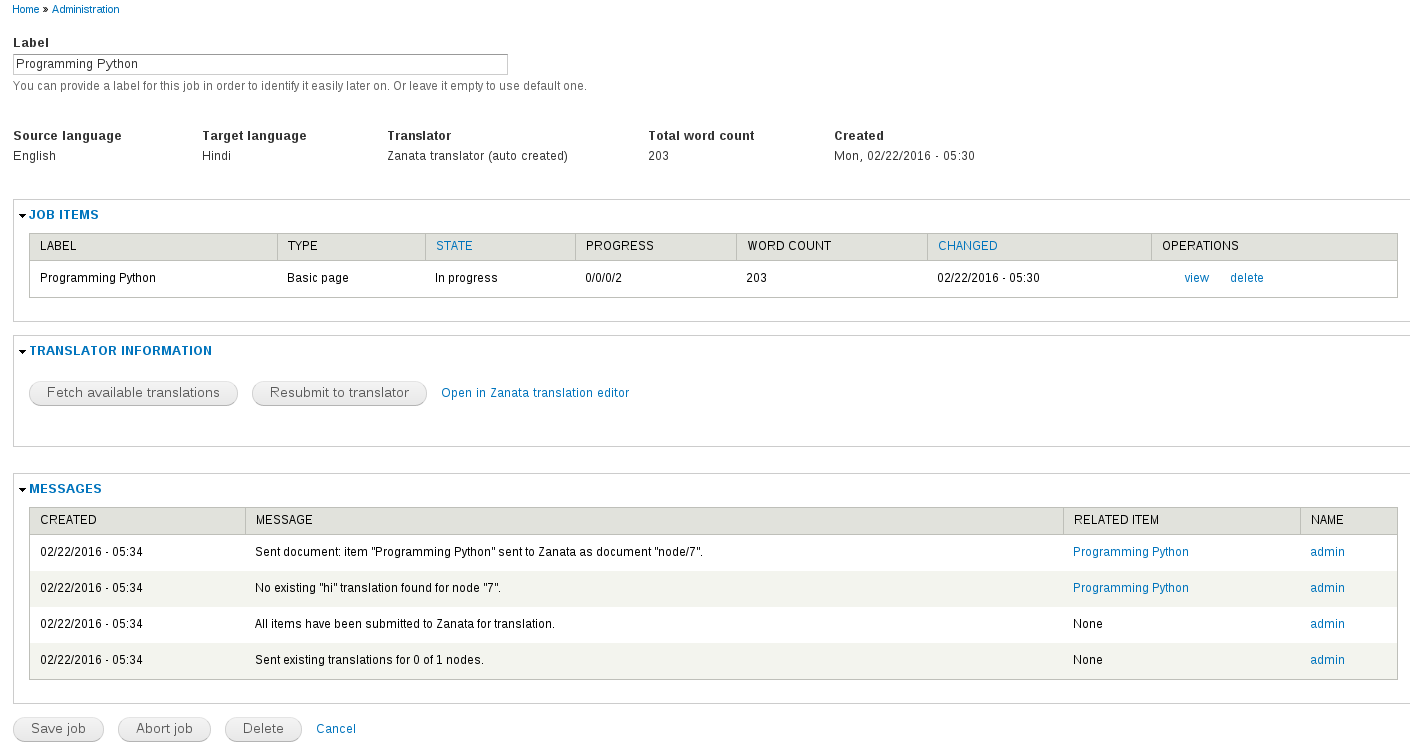 Home » Administration
Label
Programming Python
You can provide a label for this job in order to identify it easily later on. Or leave it empty to use default one.
Source language Target language Translator Total word count Created
English Hindi Zanata translator (auto created) 203 Mon, 02/22/2016 - 05:30
JOB ITEMS
LABEL TYPE STATE PROGRESS WORD COUNT CHANGED OPERATIONS
Programming Python Basic page In progress 0/0/0/2 203 02/22/2016 - 05:30 view delete
TRANSLATOR INFORMATION
Fetch available translations Resubmit to translator Open in Zanata translation editor
MESSAGES
CREATED MESSAGE RELATED ITEM NAME
02/22/2016 - 05:34 Sent document: item "Programming Python" sent to Zanata as document "node/7". Programming Python admin
02/22/2016 - 05:34 No existing "hi" translation found for node "7". Programming Python admin
02/22/2016 - 05:34 All items have been submitted to Zanata for translation. None admin
02/22/2016 - 05:34 Sent existing translations for 0 of 1 nodes. None admin
Save job Abort job Delete Cancel